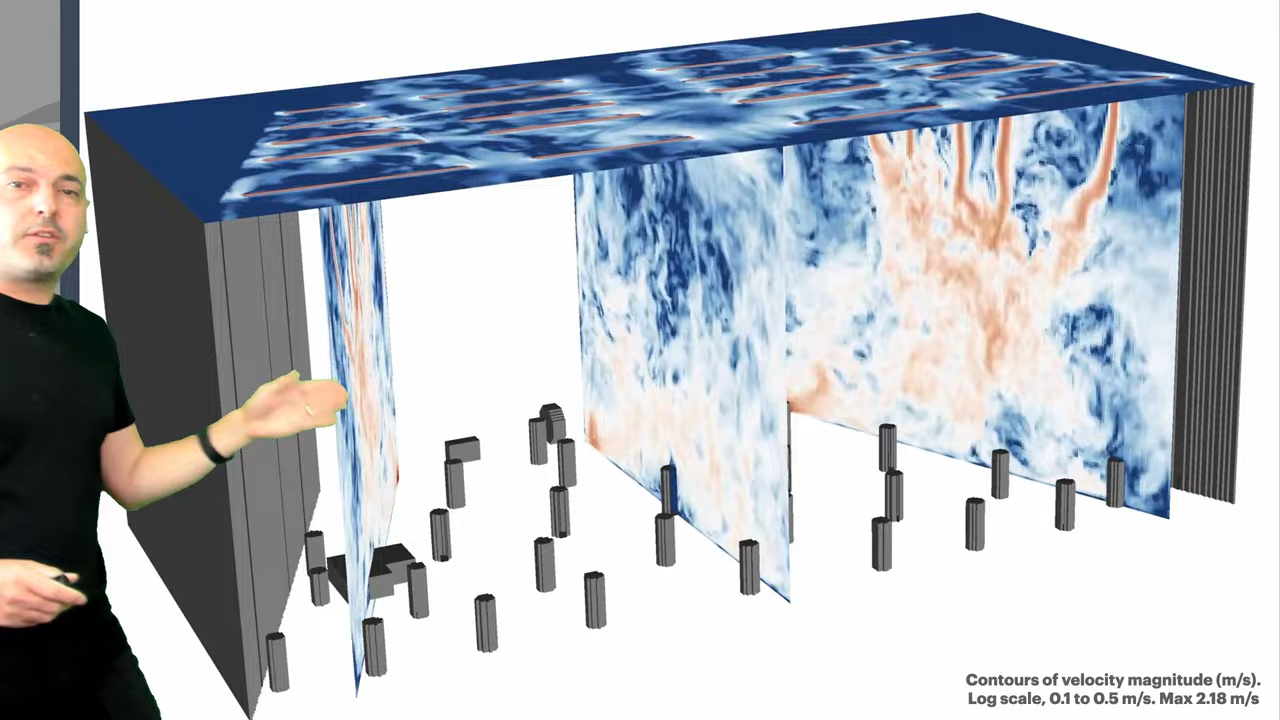 Contours of velocity magnitude (m/s).
Log scale, 0.1 to 0.5 m/s. Max 2.18 m/s